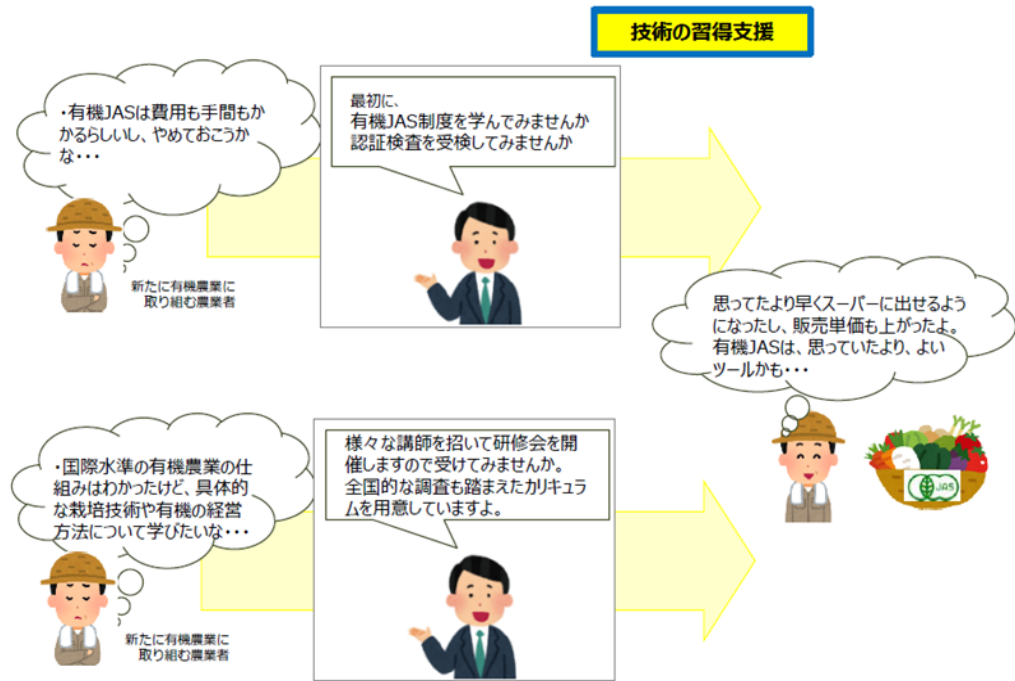 技術の習得支援
・有機JASは費用も手間もか
かるらしいし、やめておこうか
な・・・
新たに有機農業に
取り組む農業者
最初に、
有機JAS制度を学んでみませんか
認証検査を受検してみませんか
思ってたより早くスーパーに出せるよう
になったし、販売単価も上がったよ。
有機JASは、思っていたより、よい
ツールかも・・・
JAS
・国際水準の有機農業の仕
組みはわかったけど、具体的
な栽培技術や有機の経営
方法について学びたいな・・・
新たに有機農業に
取り組む農業者
様々な講師を招いて研修会を開
催しますので受けてみませんか。
全国的な調査も踏まえたカリキュラ
ムを用意していますよ。